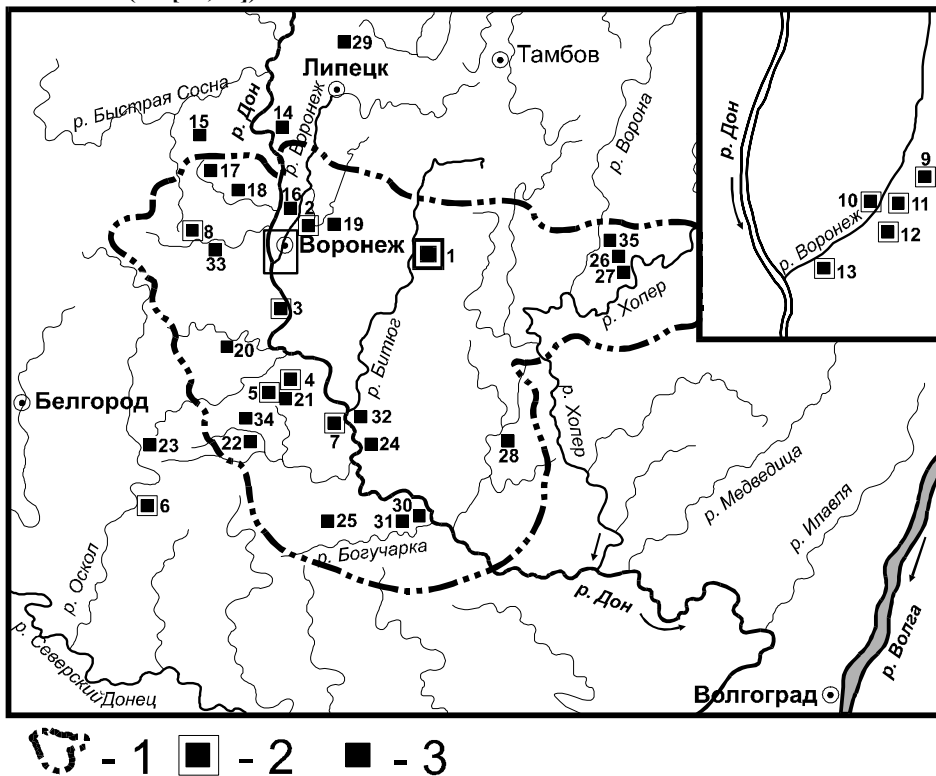 29
Тамбов
Липецк
р. Быстрая Сосна
р. Дон
р. Воронеж
р. Ворона
14
15
17
18
16
2
19
8
33
Воронеж
1
35
26
27
р. Хопер
3
20
р. Битюг
4
5
21
Белгород
34
7
32
р. Хопер
23
22
24
28
6
30
25
31
р. Медведица
р. Иловля
р. Богучарка
р. Оскол
р. Дон
р. Волга
р. Северский Донец
Волгоград
р. Дон
9
10
11
12
р. Воронеж
13
- 1
- 2
- 3